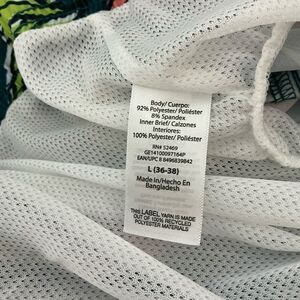 Body/ Cuerpo:
92% Polyester/ Poliéster
8% Spandex
Inner Brief/ Calzones
Interiores:
100% Polyester/ Poliéster
RN# 52469
GE14100097164P
EAN/UPC 8 8496839842
L (36-38)
Made in/Hecho En
Bangladesh
THIS LABEL YARN IS MADE
OUT OF 100% RECYCLED
POLYESTER MATERIALS